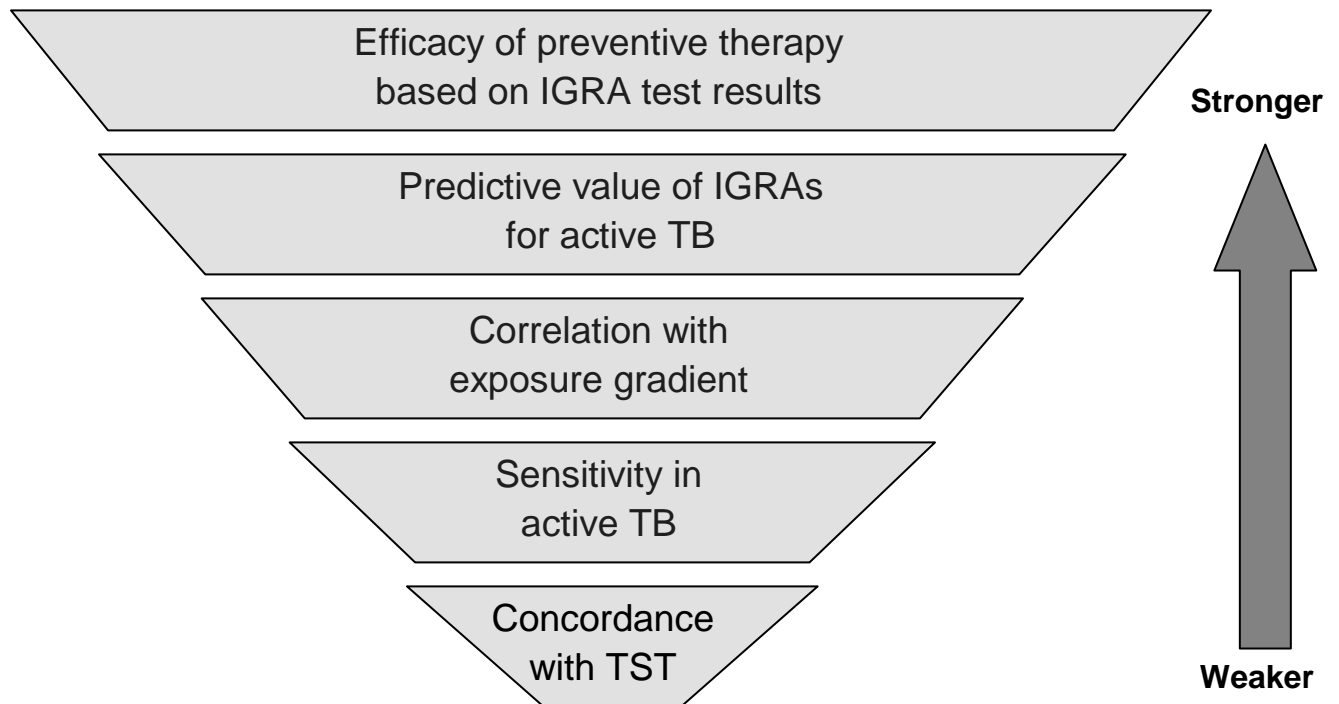 Efficacy of preventive therapy
based on IGRA test results
Stronger
Predictive value of IGRAs
for active TB
Correlation with
exposure gradient
Sensitivity in
active TB
Concordance
with TST
Weaker